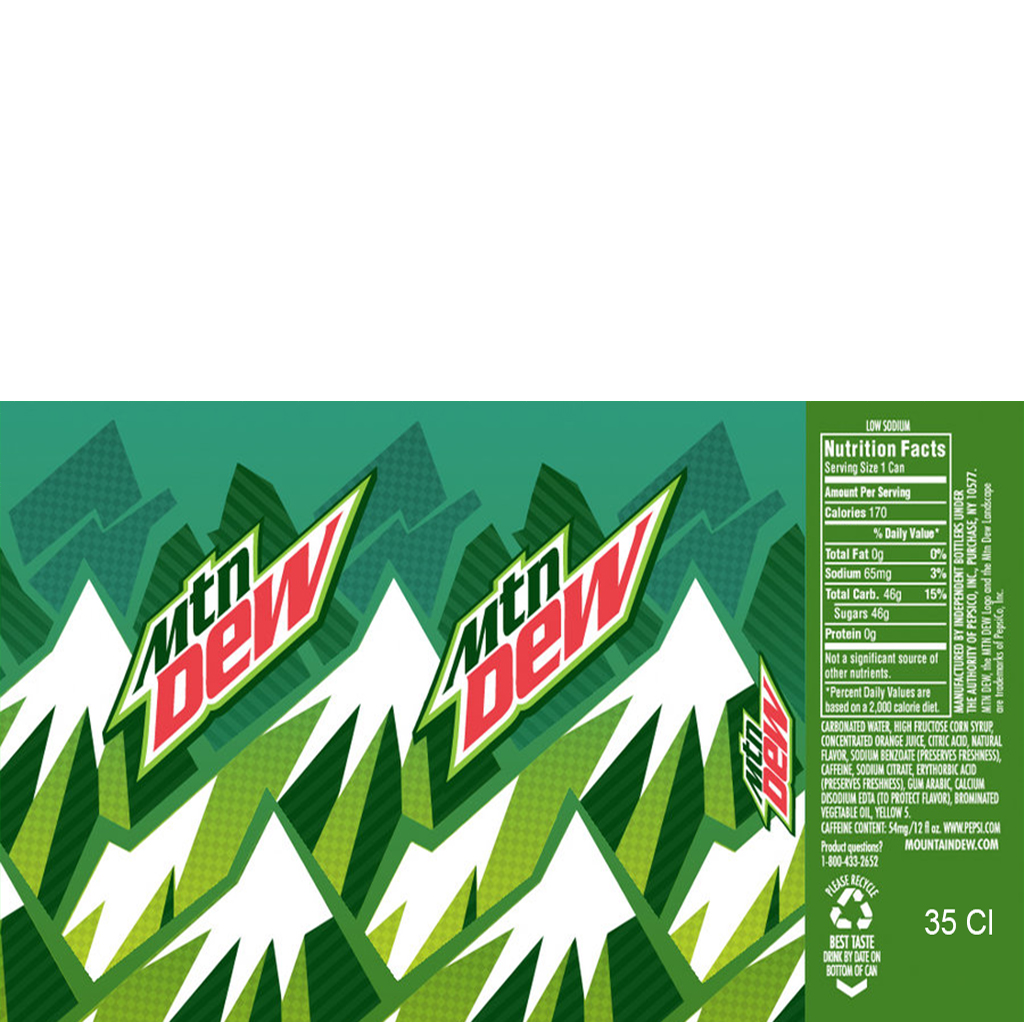 Mtn
DEW
Mtn
DEW
Mtn
DEW
LOW SODIUM
Nutrition Facts
Serving Size 1 Can
Amount Per Serving
Calories 170
% Daily Value*
Total Fat 0g 0%
Sodium 65mg 3%
Total Carb. 46g 15%
Sugars 46g
Protein 0g
Not a significant source of
other nutrients.
*Percent Daily Values are
based on a 2,000 calorie diet.
MANUFACTURED BY INDEPENDENT BOTTLERS UNDER
THE AUTHORITY OF PEPSICO, INC., PURCHASE, NY 10577.
MTN DEW, the MTN DEW Logo and the Mtn Dew Landscape
are trademarks of PepsiCo, Inc.
CARBONATED WATER, HIGH FRUCTOSE CORN SYRUP,
CONCENTRATED ORANGE JUICE, CITRIC ACID, NATURAL
FLAVOR, SODIUM BENZOATE (PRESERVES FRESHNESS),
CAFFEINE, SODIUM CITRATE, ERYTHORBIC ACID
(PRESERVES FRESHNESS), GUM ARABIC, CALCIUM
DISODIUM EDTA (TO PROTECT FLAVOR), BROMINATED
VEGETABLE OIL, YELLOW 5.
CAFFEINE CONTENT: 54mg/12 fl oz. WWW.PEPSI.COM
Product questions? MOUNTAINDEW.COM
1-800-433-2652
PLEASE RECYCLE
35 Cl
BEST TASTE
DRINK BY DATE ON
BOTTOM OF CAN